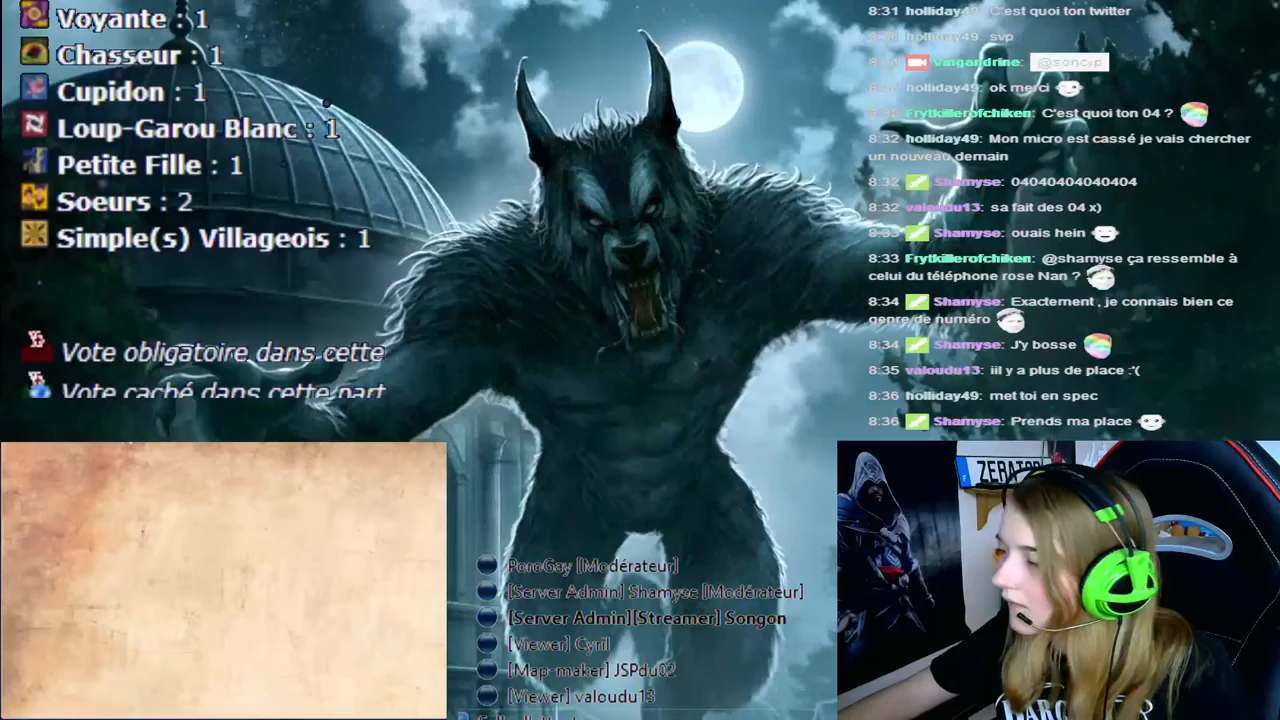 Voyante : 1
Chasseur : 1
Cupidon : 1
Loup-Garou Blanc : 1
Petite Fille : 1
Soeurs : 2
Simple(s) Villageois : 1
Vote obligatoire dans cette
Vote caché dans cette part
8:31 holliday49: C'est quoi ton twitter
holliday49: svp
Vingandrine: @soncyp
holliday49: ok merci
Frytkillerofchiken: C'est quoi ton 04 ?
8:32 holliday49: Mon micro est cassé je vais chercher
un nouveau demain
8:32 Shamyse: 04040404040404
8:32 valoudu13: sa fait des 04 x)
8:33 Shamyse: ouais hein
8:33 Frytkillerofchiken: @shamyse ça ressemble à
celui du téléphone rose Nan ?
8:34 Shamyse: Exactement , je connais bien ce
genre de numéro
8:34 Shamyse: J'y bosse
8:35 valoudu13: iil y a plus de place :'(
8:36 holliday49: met toi en spec
8:36 Shamyse: Prends ma place
PoroGay [Modérateur]
[Server Admin] Shamyse [Modérateur]
[Server Admin][Streamer] Songon
[Viewer] Cyril
[Map-maker] JSPdu02
[Viewer] valoudu13
ZERATOR